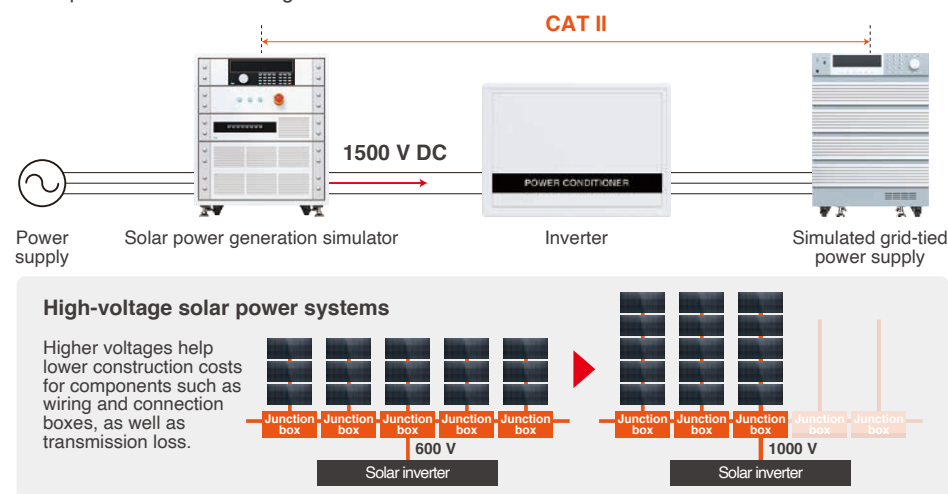 CAT II
1500 V DC
POWER CONDITIONER
Power
supply
Solar power generation simulator
Inverter
Simulated grid-tied
power supply
High-voltage solar power systems
Higher voltages help
lower construction costs
for components such as
wiring and connection
boxes, as well as
transmission loss.
Junction
box
Junction
box
Junction
box
Junction
box
Junction
box
600 V
Solar inverter
Junction
box
Junction
box
Junction
box
Junction
box
Junction
box
1000 V
Solar inverter